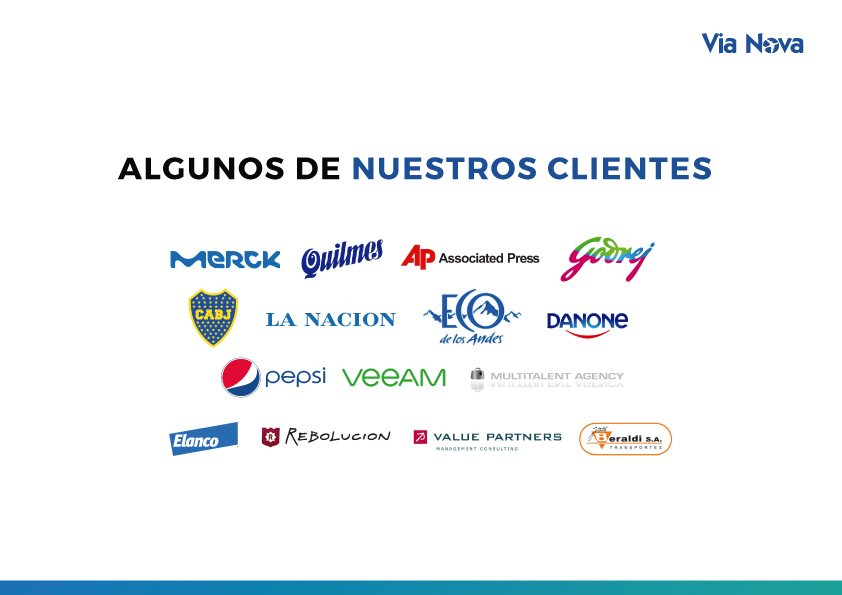 Via Nova
ALGUNOS DE NUESTROS CLIENTES
MERCK
Quilmes
AP Associated Press
Godrej
CABJ
LA NACION
ECO
de los Andes
DANONE
pepsi
veeAM
MULTITALENT AGENCY
Elanco
REBOLUCION
VALUE PARTNERS
MANAGEMENT CONSULTING
Beraldi S.A.
TRANSPORTES